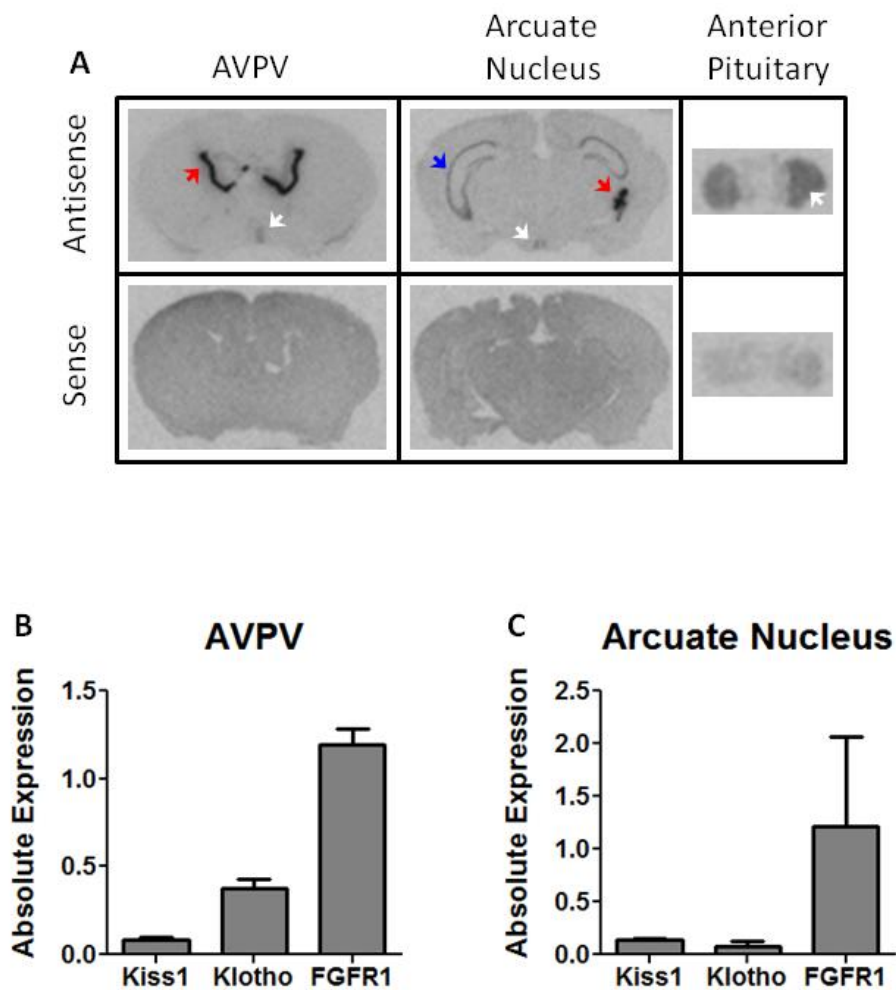 A
AVPV
Arcuate
Nucleus
Anterior
Pituitary
Antisense
Sense
B
AVPV
Absolute Expression
1.5
1.0
0.5
0.0
Kiss1 Klotho FGFR1
C
Arcuate Nucleus
Absolute Expression
2.5
2.0
1.5
1.0
0.5
0.0
Kiss1 Klotho FGFR1